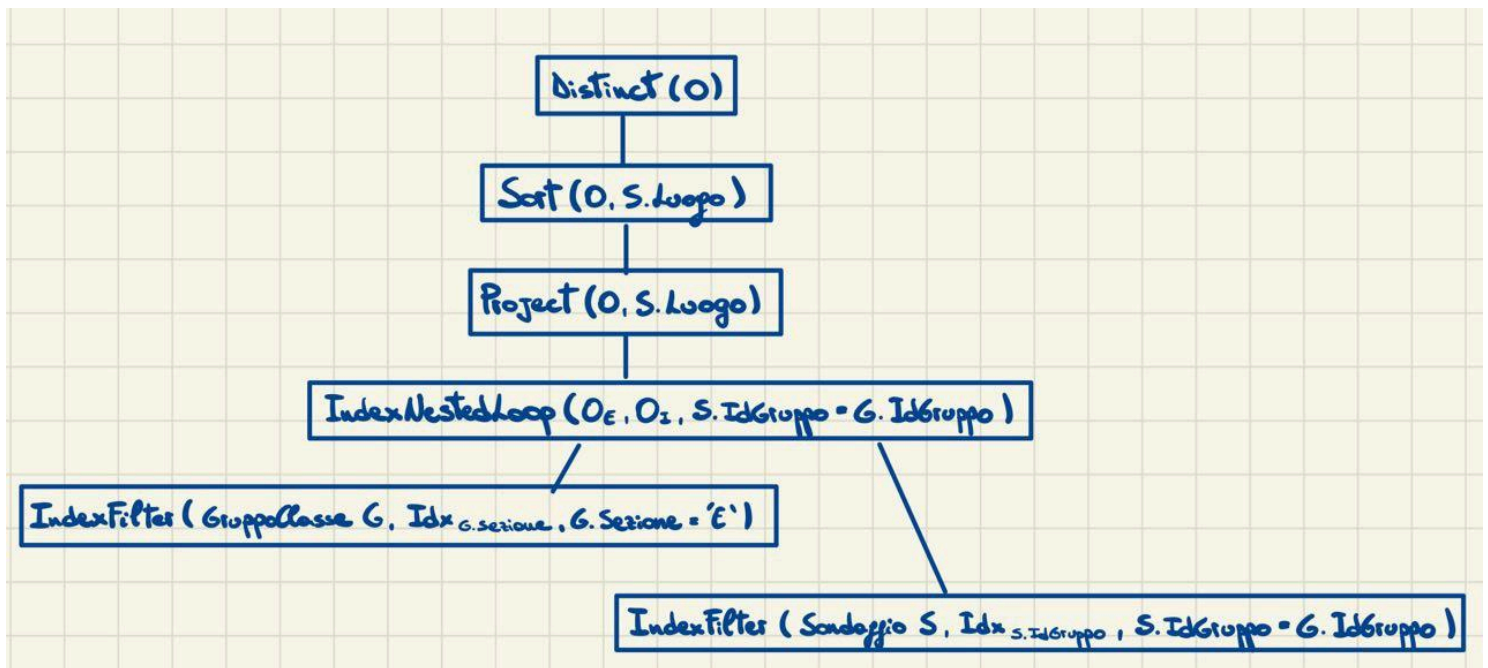 Distinct (O)
Sort (O, S.Luogo)
Project (O, S.Luogo)
IndexNestedLoop (OE, OI, S.IdGruppo = G.IdGruppo)
IndexFilter (GruppoClasse G, Idx G.Sezione, G.Sezione = 'E')
IndexFilter (Sondaggio S, Idx S.IdGruppo, S.IdGruppo = G.IdGruppo)